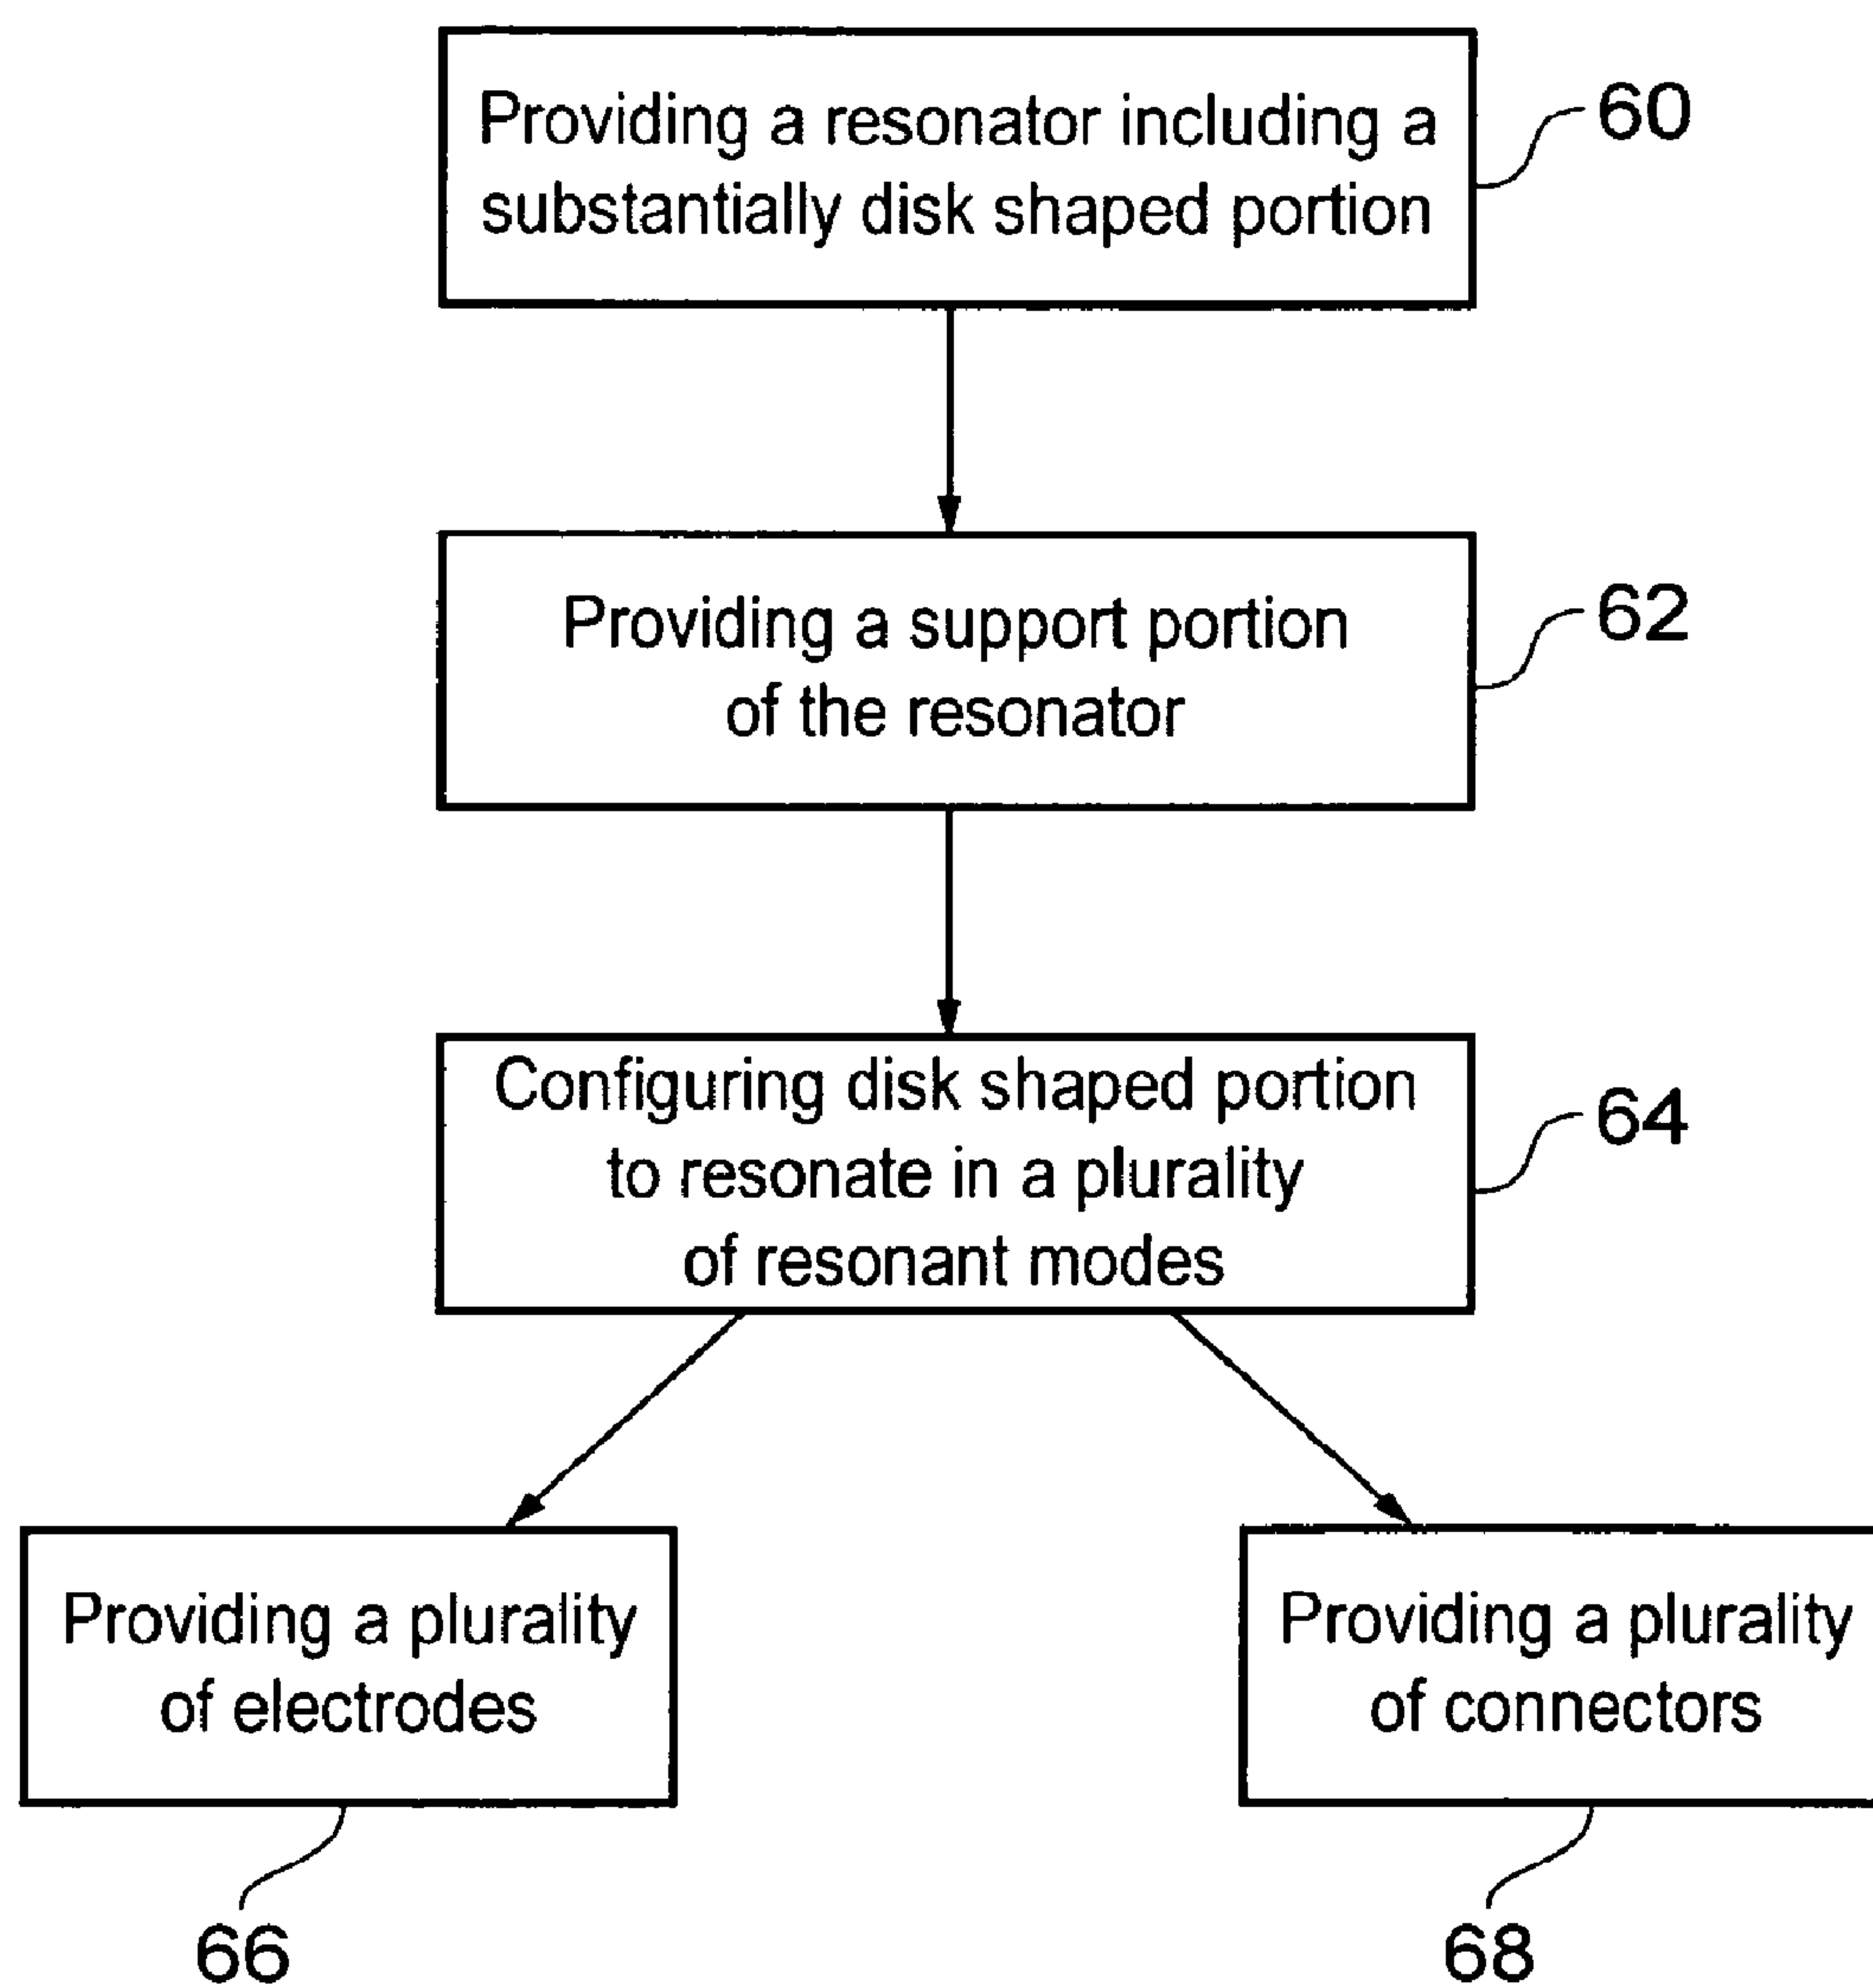 Providing a resonator including a
substantially disk shaped portion
60
Providing a support portion
of the resonator
62
Configuring disk shaped portion
to resonate in a plurality
of resonant modes
64
Providing a plurality
of electrodes
66
Providing a plurality
of connectors
68